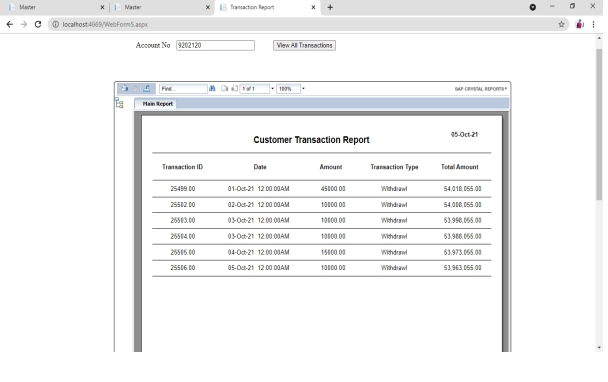 Master
Master
Transaction Report
localhost:4669/WebForm5.aspx
Account No 9202120 View All Transactions
Find... 1 of 1 100% SAP CRYSTAL REPORTS
Main Report
05-Oct-21
Customer Transaction Report
Transaction ID Date Amount Transaction Type Total Amount
25499.00 01-Oct-21 12:00:00AM 45000.00 Withdrawl 54,018,055.00
25502.00 02-Oct-21 12:00:00AM 10000.00 Withdrawl 54,008,055.00
25503.00 03-Oct-21 12:00:00AM 10000.00 Withdrawl 53,998,055.00
25504.00 03-Oct-21 12:00:00AM 10000.00 Withdrawl 53,988,055.00
25505.00 04-Oct-21 12:00:00AM 15000.00 Withdrawl 53,973,055.00
25506.00 05-Oct-21 12:00:00AM 10000.00 Withdrawl 53,963,055.00